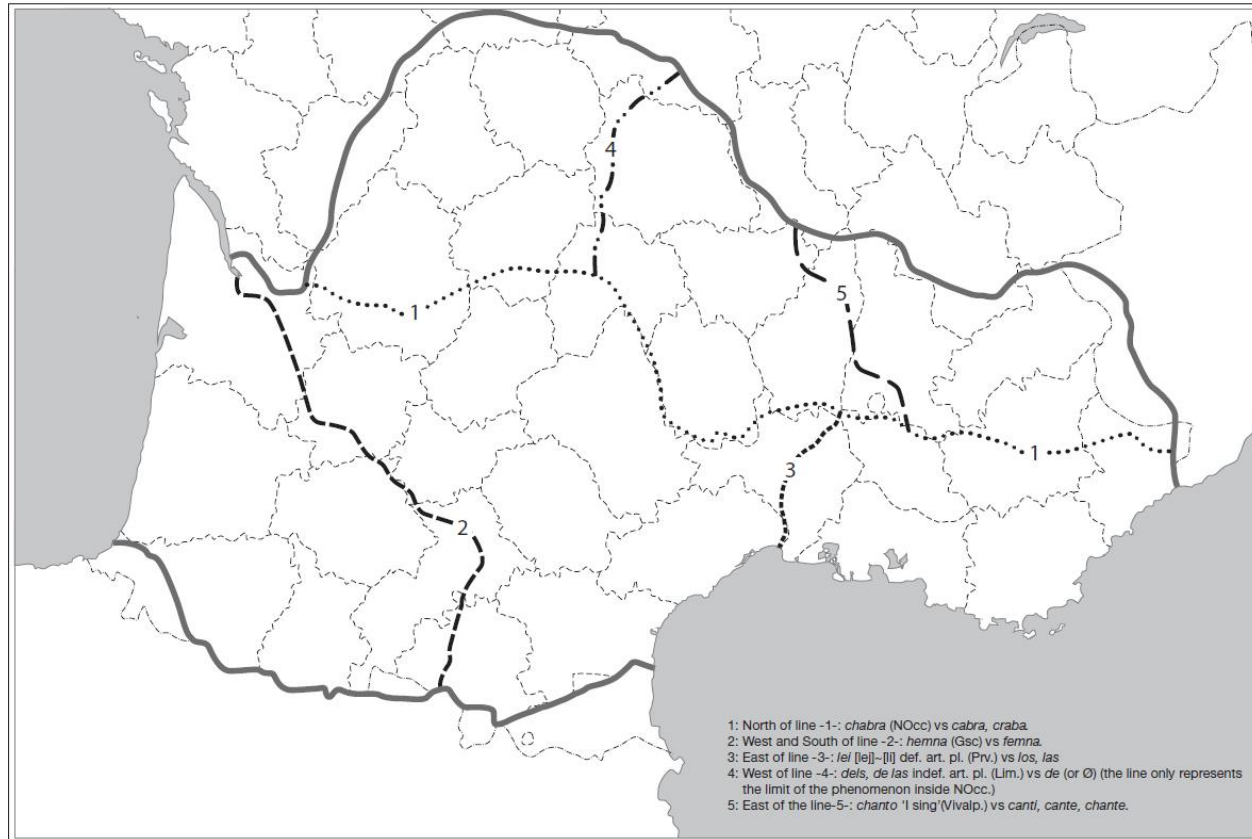 4
5
1
1
3
2
1: North of line -1-: chabra (NOcc) vs cabra, craba.
2: West and South of line -2-: hemna (Gsc) vs femna.
3: East of line -3-: lei [lej]~[li] def. art. pl. (Prv.) vs los, las
4: West of line -4-: dels, de las indef. art. pl. (Lim.) vs de (or Ø) (the line only represents
the limit of the phenomenon inside NOcc.)
5: East of the line-5-: chanto 'I sing'(Vivalp.) vs canti, cante, chante.